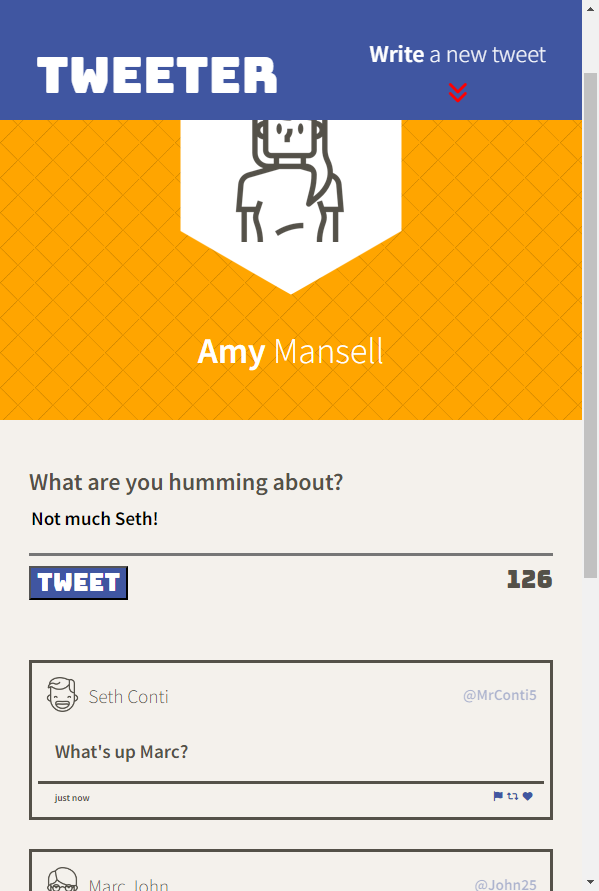 TWEETER
Write a new tweet
Amy Mansell
What are you humming about?
Not much Seth!
TWEET
126
Seth Conti
@MrConti5
What's up Marc?
just now
Marc John
@John25